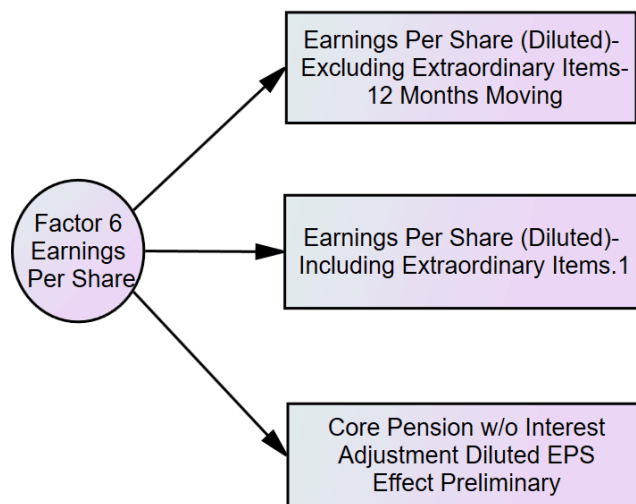 Earnings Per Share (Diluted)-
Excluding Extraordinary Items-
12 Months Moving
Factor 6
Earnings
Per Share
Earnings Per Share (Diluted)-
Including Extraordinary Items.1
Core Pension w/o Interest
Adjustment Diluted EPS
Effect Preliminary